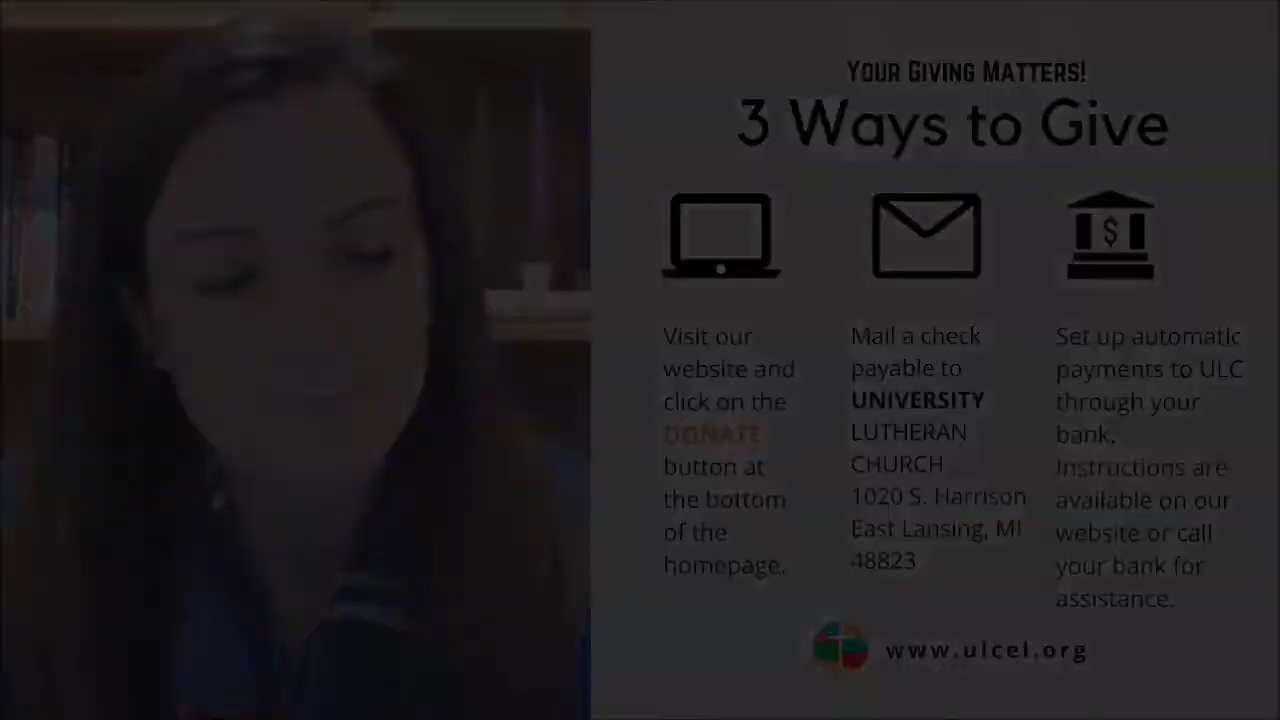 YOUR GIVING MATTERS!
3 Ways to Give
$
Visit our
website and
click on the
DONATE
button at
the bottom
of the
homepage.
Mail a check
payable to
UNIVERSITY
LUTHERAN
CHURCH
1020 S. Harrison
East Lansing, MI
48823
Set up automatic
payments to ULC
through your
bank.
Instructions are
available on our
website or call
your bank for
assistance.
www.ulcel.org